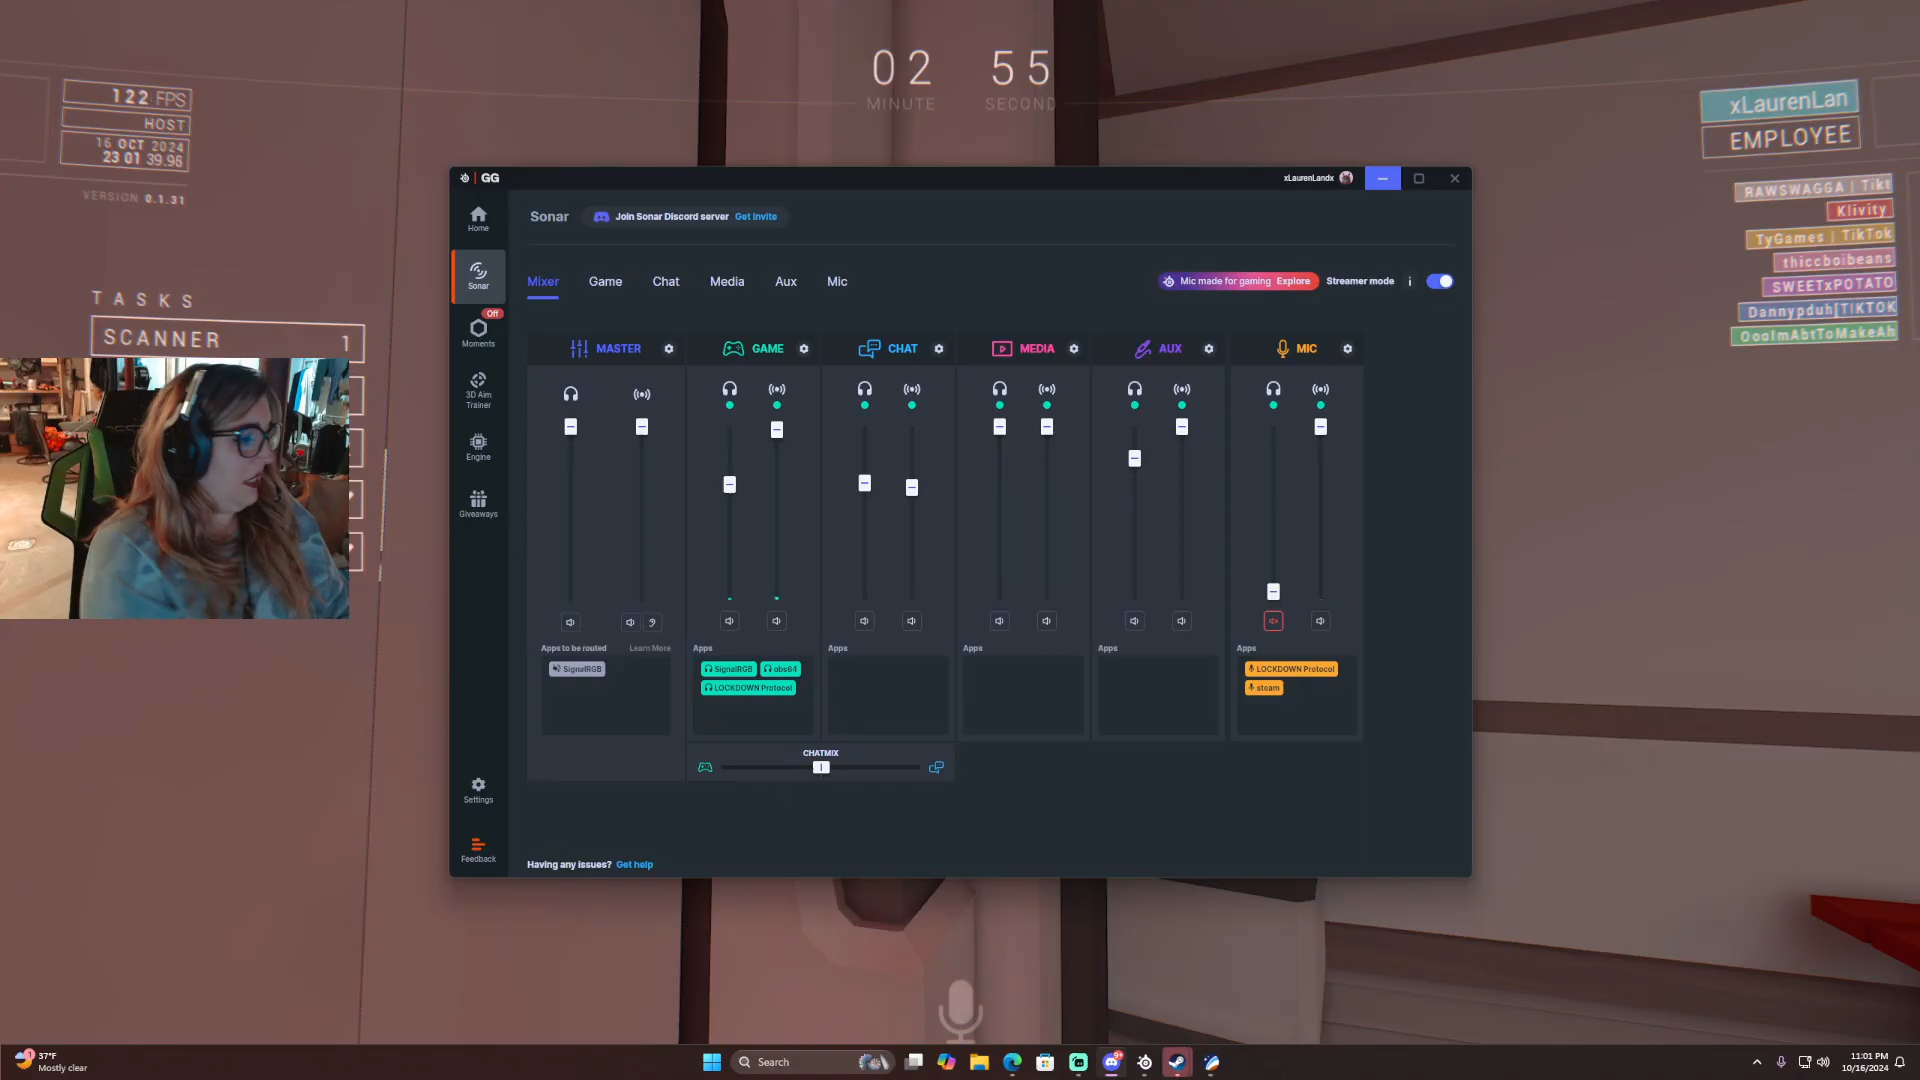 02 55
MINUTE SECOND
122 FPS
HOST
16 OCT 2024
23 01 39.96
VERSION 0.1.31
xLaurenLan
EMPLOYEE
RAWSWAGGA | Tikt
Klivity
TyGames | TikTok
thiccboibeans
SWEETxPOTATO
Dannypduh[TIKTOK
OooImAbtToMakeAh
TASKS
SCANNER 1
GG
xLaurenLandx
Home
Sonar
Off
Moments
3D Aim
Trainer
Engine
Giveaways
Settings
Feedback
Sonar
Join Sonar Discord server Get invite
Mixer Game Chat Media Aux Mic
Mic made for gaming Explore
Streamer mode i
MASTER GAME CHAT MEDIA AUX MIC
Apps to be routed Learn More Apps Apps Apps Apps Apps
SignalRGB SignalRGB obs64 LOCKDOWN Protocol
LOCKDOWN Protocol steam
CHATMIX
Having any issues? Get help
1
37°F
Mostly clear
Search
9+
11:01 PM
10/16/2024